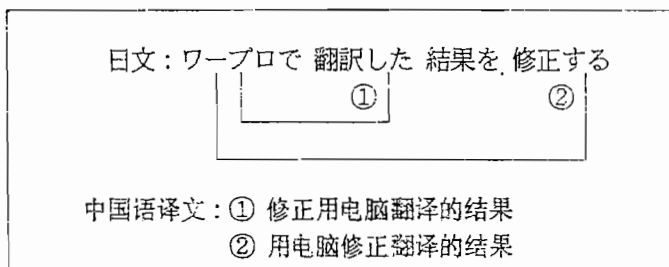 日文：ワープロで 翻訳した 結果を 修正する
① ②
中国语译文：① 修正用电脑翻译的结果
② 用电脑修正翻译的结果